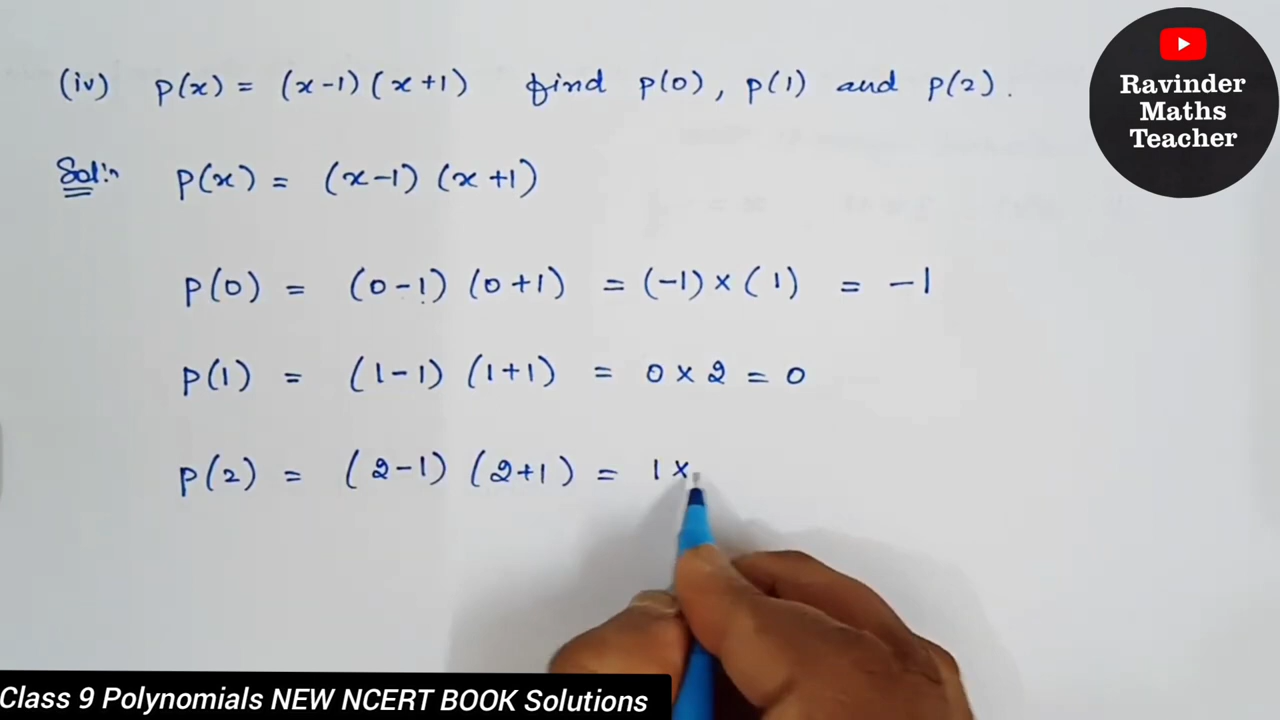 (iv) p(x) = (x-1)(x+1) find p(0), p(1) and p(2).
Ravinder
Maths
Teacher
Sol:n p(x) = (x-1) (x+1)
p(0) = (0-1) (0+1) = (-1) × (1) = -1
p(1) = (1-1) (1+1) = 0 × 2 = 0
p(2) = (2-1) (2+1) = 1 ×
Class 9 Polynomials NEW NCERT BOOK Solutions